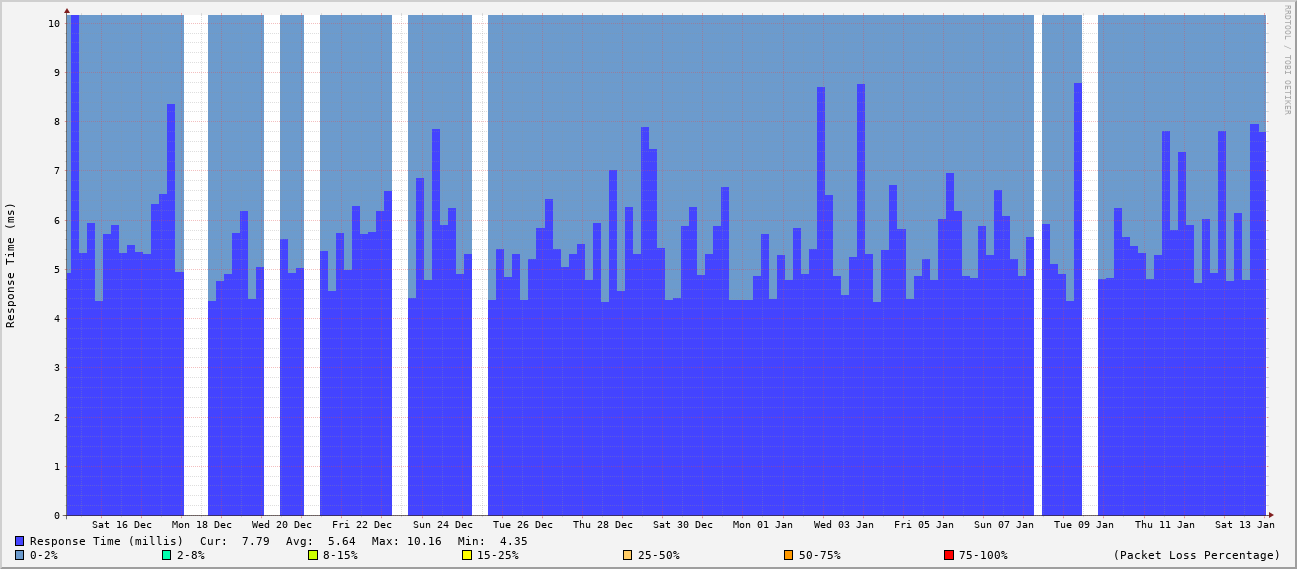 RRDTOOL / TOBI OETIKER
Response Time (ms)
10
9
8
7
6
5
4
3
2
1
0
Sat 16 Dec Mon 18 Dec Wed 20 Dec Fri 22 Dec Sun 24 Dec Tue 26 Dec Thu 28 Dec Sat 30 Dec Mon 01 Jan Wed 03 Jan Fri 05 Jan Sun 07 Jan Tue 09 Jan Thu 11 Jan Sat 13 Jan
Response Time (millis) Cur: 7.79 Avg: 5.64 Max: 10.16 Min: 4.35
0-2% 2-8% 8-15% 15-25% 25-50% 50-75% 75-100% (Packet Loss Percentage)